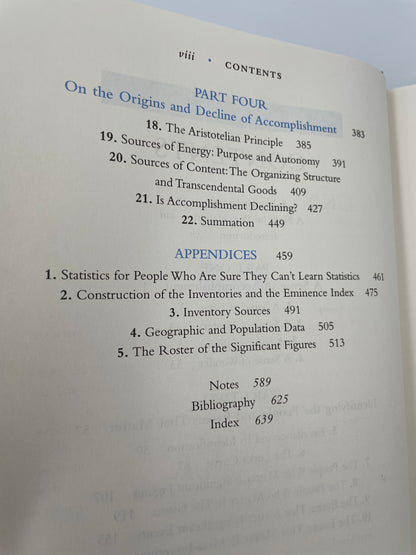 viii • CONTENTS
PART FOUR
On the Origins and Decline of Accomplishment 383
18. The Aristotelian Principle 385
19. Sources of Energy: Purpose and Autonomy 391
20. Sources of Content: The Organizing Structure
and Transcendental Goods 409
21. Is Accomplishment Declining? 427
22. Summation 449
APPENDICES 459
1. Statistics for People Who Are Sure They Can't Learn Statistics 461
2. Construction of the Inventories and the Eminence Index 475
3. Inventory Sources 491
4. Geographic and Population Data 505
5. The Roster of the Significant Figures 513
Notes 589
Bibliography 625
Index 639